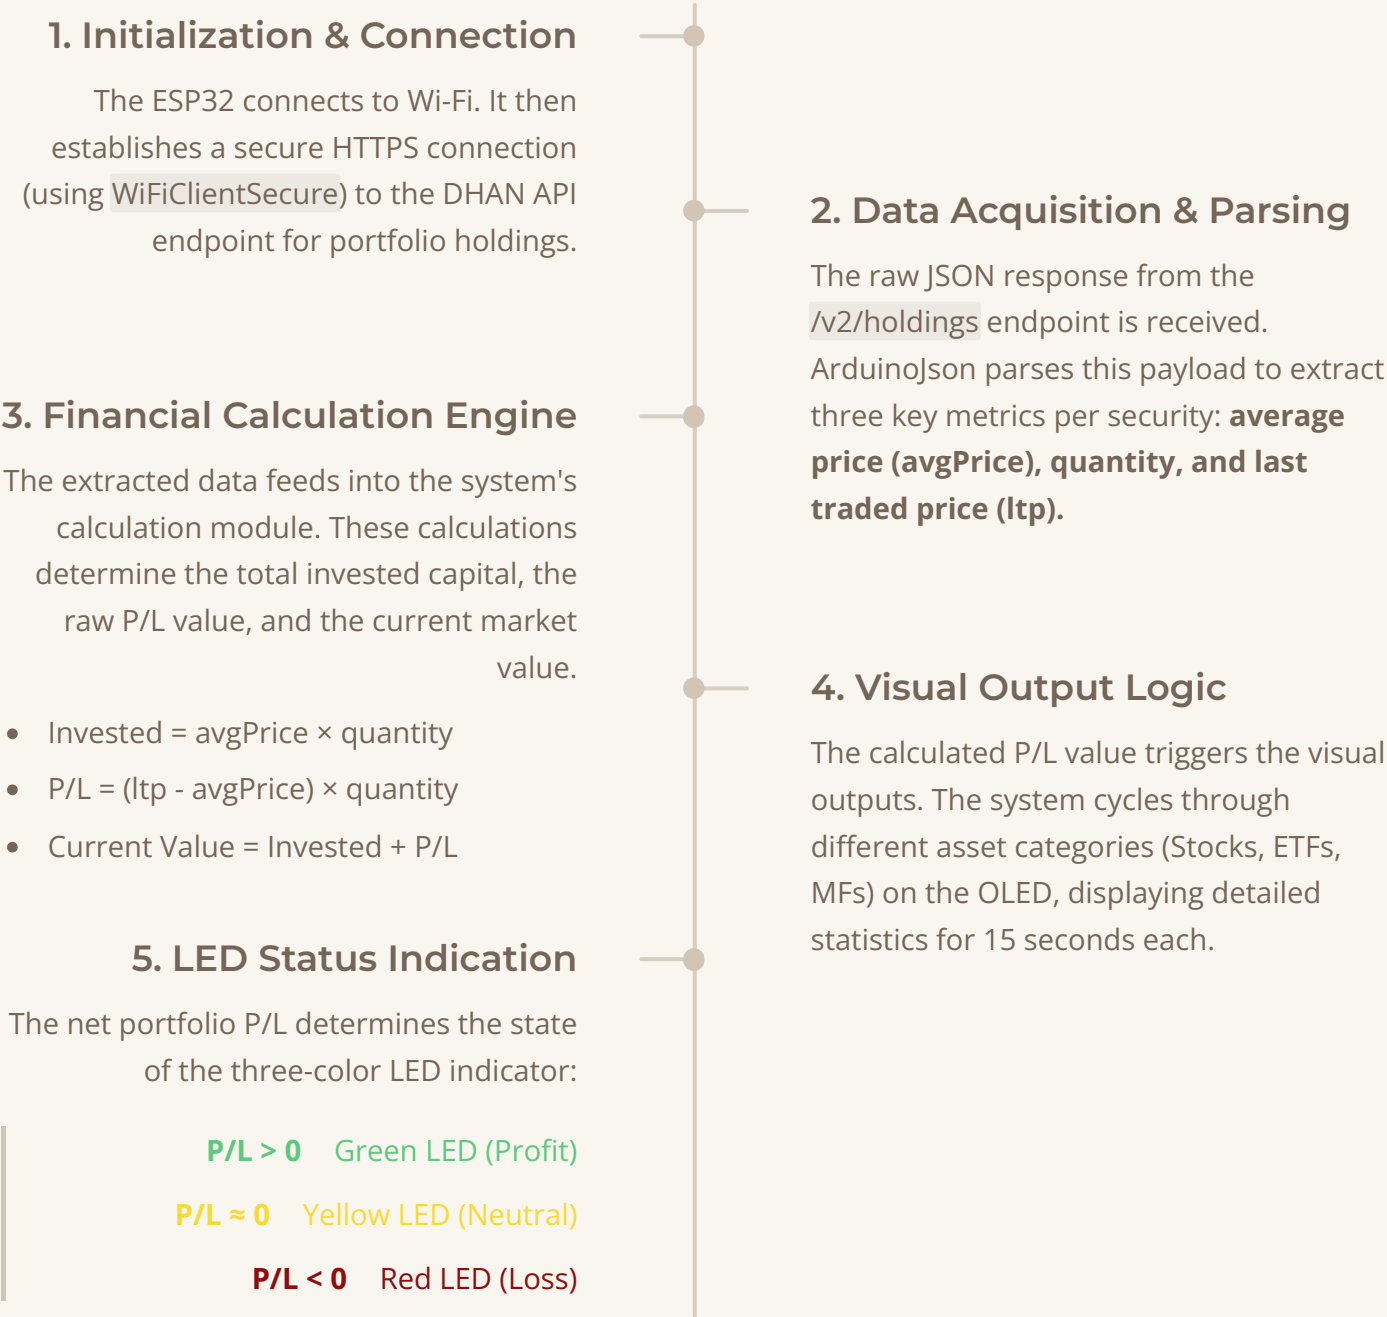 1. Initialization & Connection
The ESP32 connects to Wi-Fi. It then
establishes a secure HTTPS connection
(using WiFiClientSecure) to the DHAN API
endpoint for portfolio holdings.
2. Data Acquisition & Parsing
The raw JSON response from the
/v2/holdings endpoint is received.
ArduinoJson parses this payload to extract
three key metrics per security: average
price (avgPrice), quantity, and last
traded price (ltp).
3. Financial Calculation Engine
The extracted data feeds into the system's
calculation module. These calculations
determine the total invested capital, the
raw P/L value, and the current market
value.
• Invested = avgPrice × quantity
• P/L = (ltp - avgPrice) × quantity
• Current Value = Invested + P/L
4. Visual Output Logic
The calculated P/L value triggers the visual
outputs. The system cycles through
different asset categories (Stocks, ETFs,
MFs) on the OLED, displaying detailed
statistics for 15 seconds each.
5. LED Status Indication
The net portfolio P/L determines the state
of the three-color LED indicator:
P/L > 0 Green LED (Profit)
P/L ≈ 0 Yellow LED (Neutral)
P/L < 0 Red LED (Loss)